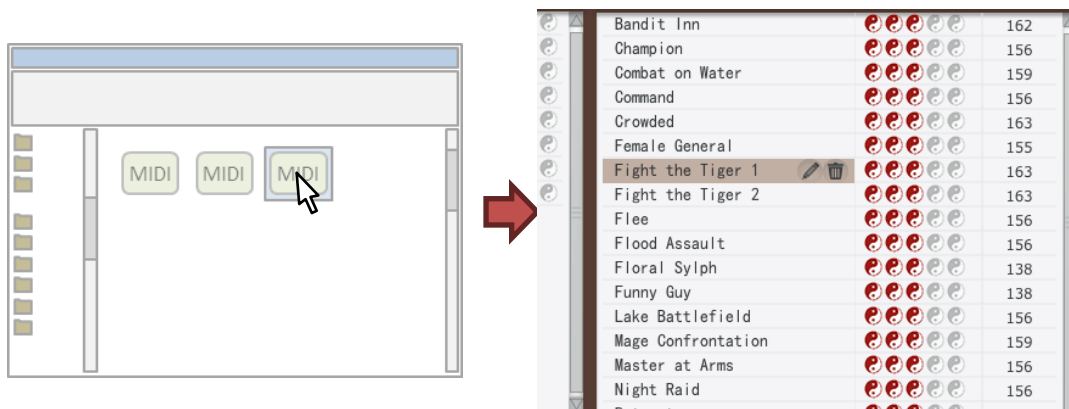 MIDI MIDI MIDI
Bandit Inn 162
Champion 156
Combat on Water 159
Command 156
Crowded 163
Female General 155
Fight the Tiger 1 163
Fight the Tiger 2 163
Flee 156
Flood Assault 156
Floral Sylph 138
Funny Guy 138
Lake Battlefield 156
Mage Confrontation 159
Master at Arms 156
Night Raid 156